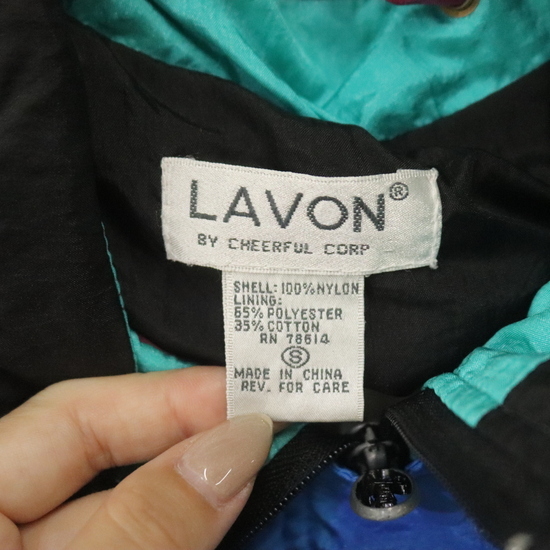 LAVON®
BY CHEERFUL CORP
SHELL: 100% NYLON
LINING:
65% POLYESTER
35% COTTON
RN 78614
S
MADE IN CHINA
REV. FOR CARE